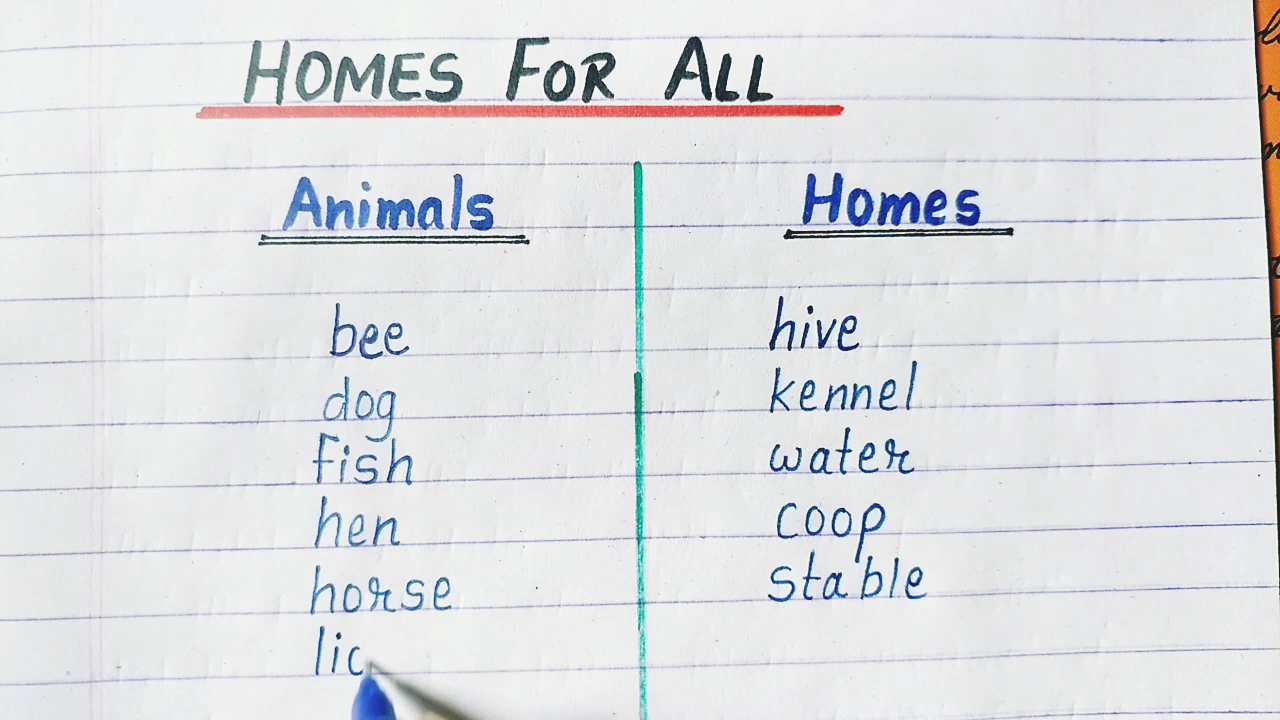 HOMES FOR ALL
Animals Homes
bee hive
dog kennel
fish water
hen coop
horse stable
lic